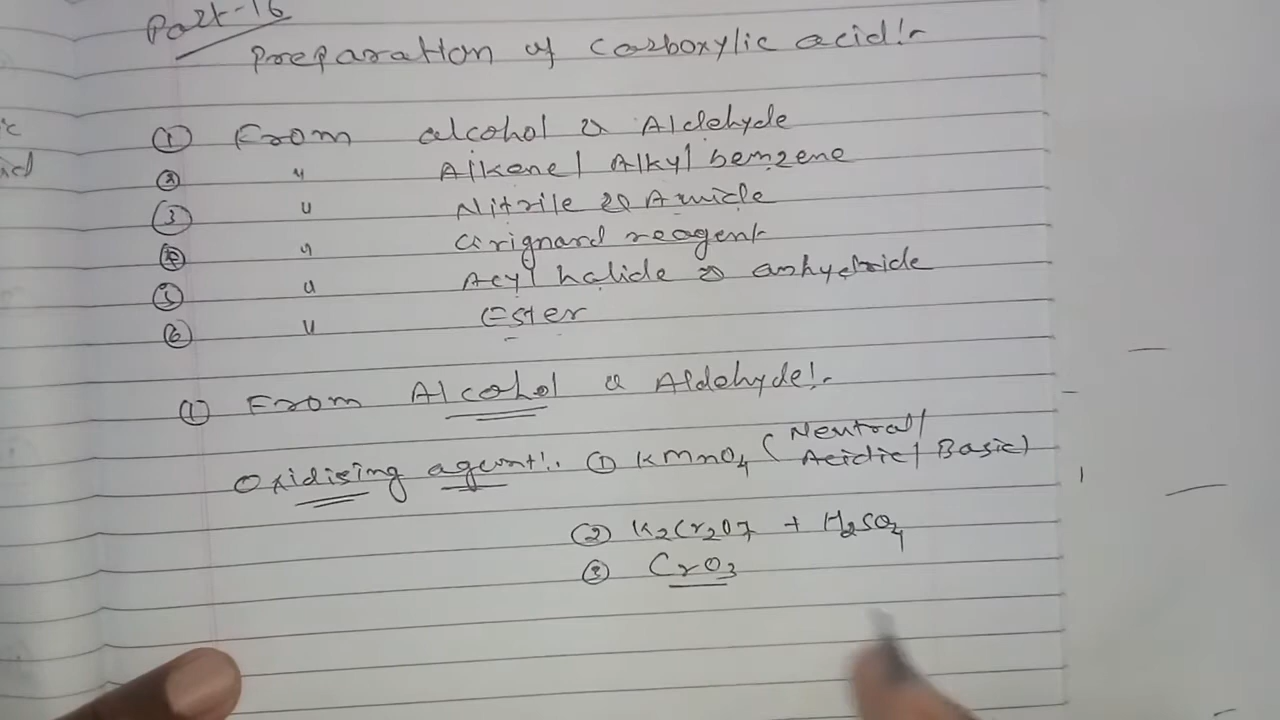 Part-16
Preparation of carboxylic acid:-
① From alcohol & Aldehyde
② " Alkene / Alkyl benzene
③ " Nitrile & Amide
④ " Grignard reagent
⑤ " Acyl halide & anhydride
⑥ " Ester
① From Alcohol & Aldehyde:-
Oxidising agent:- ① KMnO4 (Neutral/
Acidic/Basic)
② K2Cr2O7 + H2SO4
③ CrO3